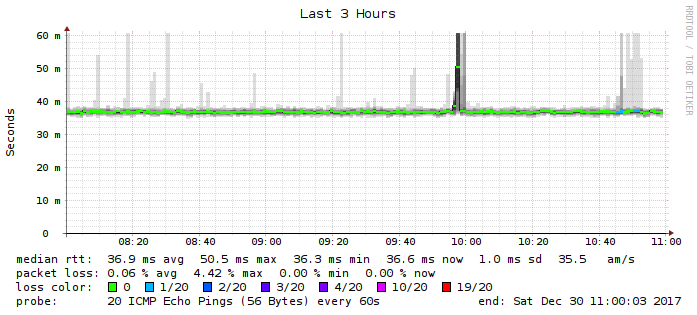 Last 3 Hours
RRDTOOL / TOBI OETIKER
Seconds
60 m
50 m
40 m
30 m
20 m
10 m
0
08:20 08:40 09:00 09:20 09:40 10:00 10:20 10:40 11:00
median rtt: 36.9 ms avg 50.5 ms max 36.3 ms min 36.6 ms now 1.0 ms sd 35.5 am/s
packet loss: 0.06 % avg 4.42 % max 0.00 % min 0.00 % now
loss color: 0 1/20 2/20 3/20 4/20 10/20 19/20
probe: 20 ICMP Echo Pings (56 Bytes) every 60s end: Sat Dec 30 11:00:03 2017